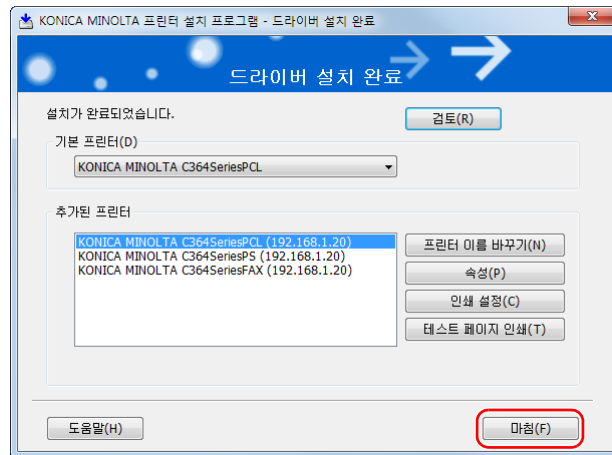 KONICA MINOLTA 프린터 설치 프로그램 - 드라이버 설치 완료
드라이버 설치 완료
설치가 완료되었습니다.
검토(R)
기본 프린터(D)
KONICA MINOLTA C364SeriesPCL
추가된 프린터
KONICA MINOLTA C364SeriesPCL (192.168.1.20)
KONICA MINOLTA C364SeriesPS (192.168.1.20)
KONICA MINOLTA C364SeriesFAX (192.168.1.20)
프린터 이름 바꾸기(N)
속성(P)
인쇄 설정(C)
테스트 페이지 인쇄(T)
도움말(H)
마침(F)